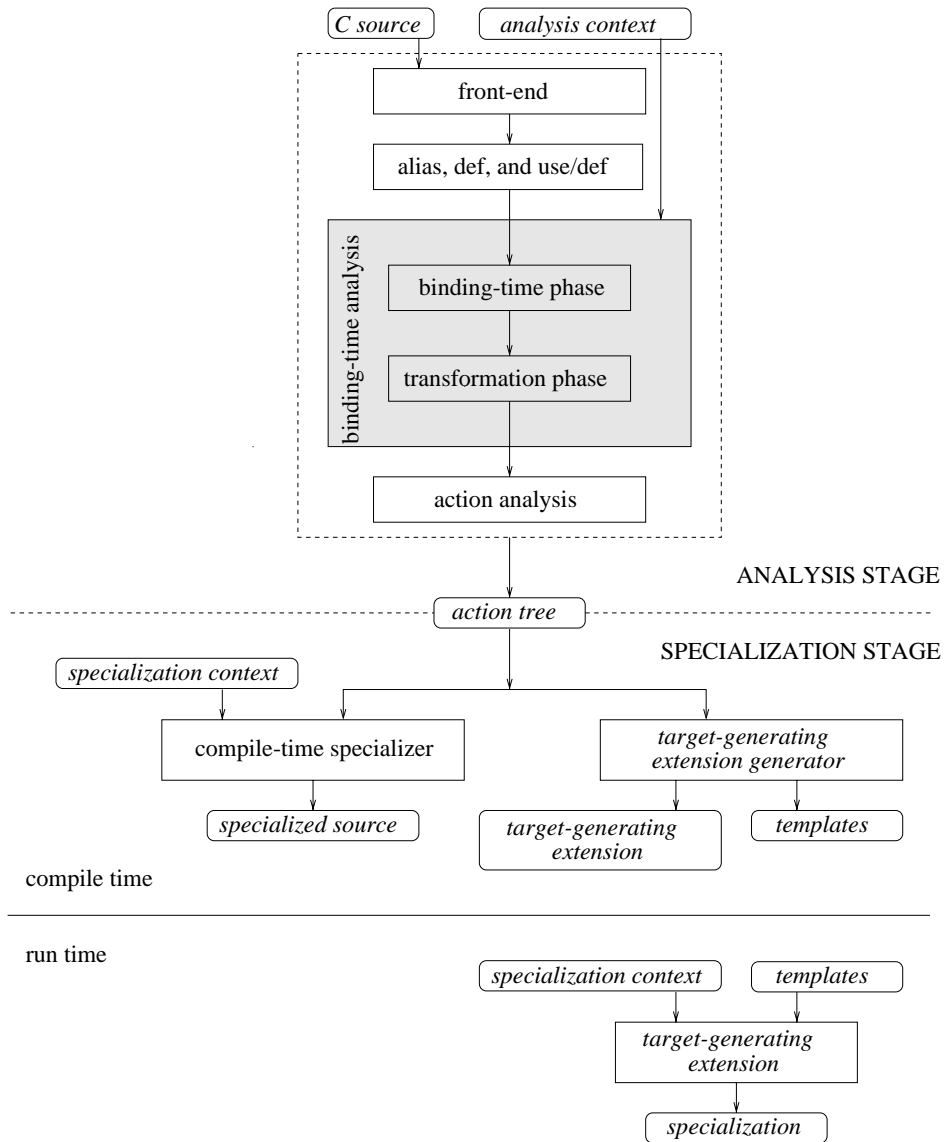 C source
analysis context
front-end
alias, def, and use/def
binding-time analysis
binding-time phase
transformation phase
action analysis
ANALYSIS STAGE
action tree
SPECIALIZATION STAGE
specialization context
compile-time specializer
target-generating
extension generator
specialized source
target-generating
extension
templates
compile time
run time
specialization context
templates
target-generating
extension
specialization